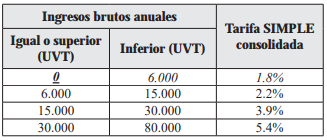 Ingresos brutos anuales
Tarifa SIMPLE
consolidada
Igual o superior
(UVT)
Inferior (UVT)
0 6.000 1.8%
6.000 15.000 2.2%
15.000 30.000 3.9%
30.000 80.000 5.4%